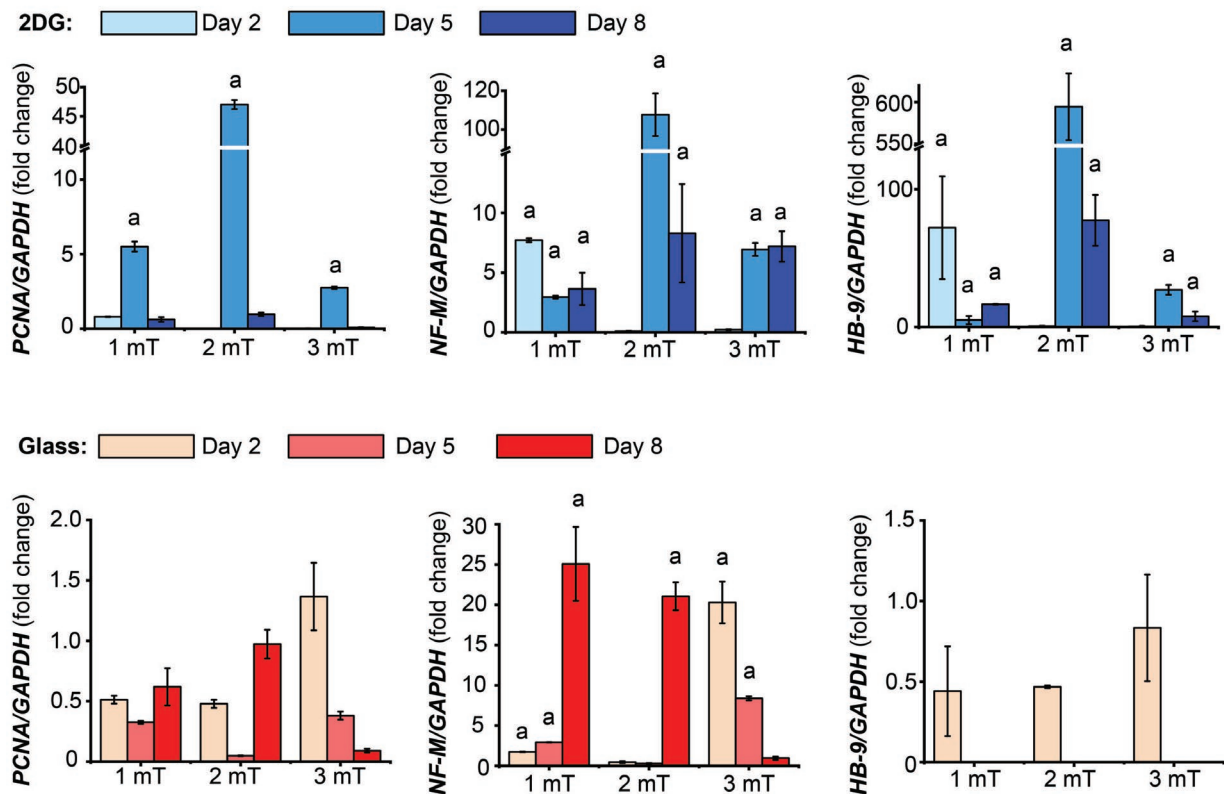 2DG: Day 2 Day 5 Day 8
PCNA/GAPDH (fold change)
50
45
40
10
5
0
a
a
a
1 mT 2 mT 3 mT
NF-M/GAPDH (fold change)
120
100
10
5
0
a
a
a
a
a
a
a
1 mT 2 mT 3 mT
HB-9/GAPDH (fold change)
600
550
100
0
a
a
a
a
a
a
1 mT 2 mT 3 mT
Glass: Day 2 Day 5 Day 8
PCNA/GAPDH (fold change)
2.0
1.5
1.0
0.5
0
1 mT 2 mT 3 mT
NF-M/GAPDH (fold change)
30
25
20
15
10
5
0
a
a
a
a
a
a
1 mT 2 mT 3 mT
HB-9/GAPDH (fold change)
1.5
1.0
0.5
0.0
1 mT 2 mT 3 mT